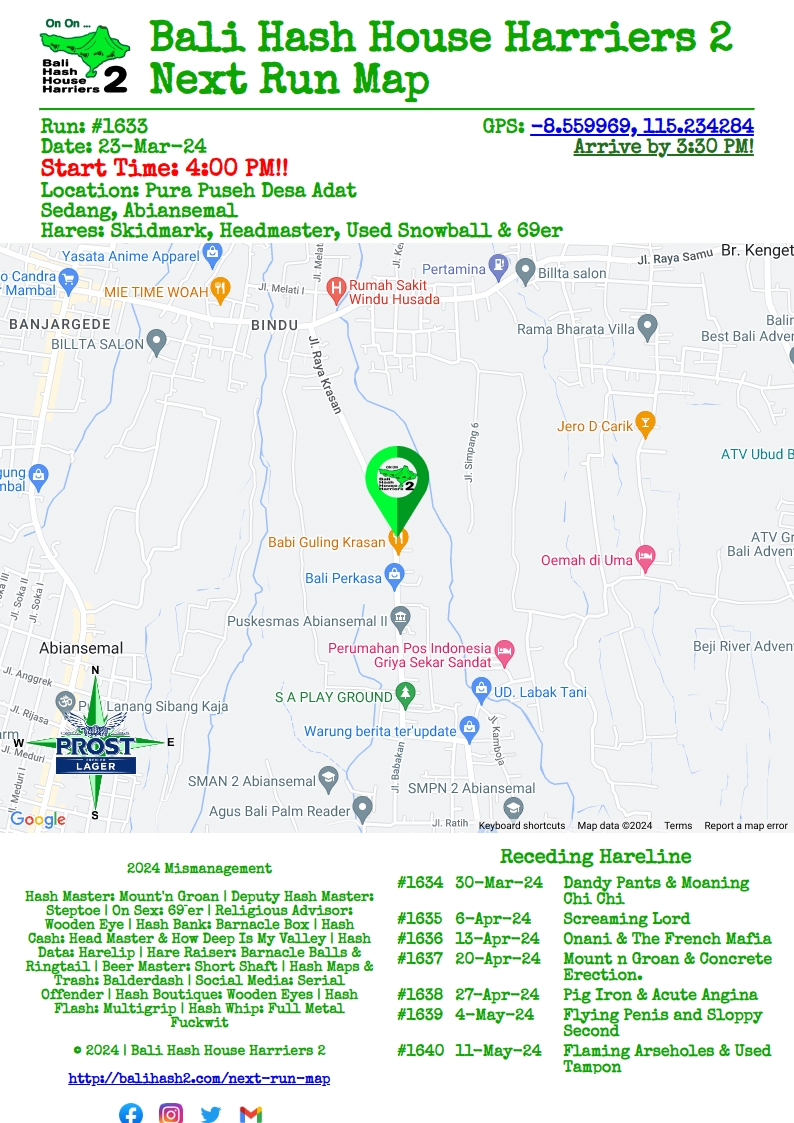 On On ...
Bali
Hash
House
Harriers 2
Bali Hash House Harriers 2
Next Run Map
Run: #1633
GPS: -8.559969, 115.234284
Date: 23-Mar-24
Arrive by 3:30 PM!
Start Time: 4:00 PM!!
Location: Pura Puseh Desa Adat
Sedang, Abiansemal
Hares: Skidmark, Headmaster, Used Snowball & 69er
Yasata Anime Apparel
Jl. Melati
Jl. Raya Samu
Br. Kenget
o Candra
Mambal
Pertamina
Billta salon
MIE TIME WOAH
Jl. Melati I
Rumah Sakit
Windu Husada
BANJARGEDE
BINDU
BILLTA SALON
Rama Bharata Villa
Best Bali Adver
Jl. Raya Krasan
Jero D Carik
Jl. Simpang 6
ATV Ubud B
gung
mbal
ON ON
Bali
Hash
House
Harriers 2
Babi Guling Krasan
ATV Gr
Bali Adven
Oemah di Uma
Bali Perkasa
Jl. Soka II
Jl. Soka I
Puskesmas Abiansemal II
Abiansemal
Perumahan Pos Indonesia
Griya Sekar Sandat
Beji River Adven
N
Jl. Anggrek
S A PLAY GROUND
UD. Labak Tani
Lanang Sibang Kaja
Jl. Rijasa
arm
Warung berita ter'update
Jl. Kamboja
W
PROST
LAGER
E
Jl. Meduri
Jl. Babakan
SMAN 2 Abiansemal
SMPN 2 Abiansemal
Jl. Meduri I
Agus Bali Palm Reader
S
Google
Jl. Ratih
Keyboard shortcuts
Map data ©2024
Terms
Report a map error
2024 Mismanagement
Hash Master: Mount'n Groan | Deputy Hash Master:
Steptoe | On Sex: 69'er | Religious Advisor:
Wooden Eye | Hash Bank: Barnacle Box | Hash
Cash: Head Master & How Deep Is My Valley | Hash
Data: Harelip | Hare Raiser: Barnacle Balls &
Ringtail | Beer Master: Short Shaft | Hash Maps &
Trash: Balderdash | Social Media: Serial
Offender | Hash Boutique: Wooden Eyes | Hash
Flash: Multigrip | Hash Whip: Full Metal
Fuckwit
© 2024 | Bali Hash House Harriers 2
http://balihash2.com/next-run-map
Receding Hareline
#1634 30-Mar-24 Dandy Pants & Moaning
Chi Chi
#1635 6-Apr-24 Screaming Lord
#1636 13-Apr-24 Onani & The French Mafia
#1637 20-Apr-24 Mount n Groan & Concrete
Erection.
#1638 27-Apr-24 Pig Iron & Acute Angina
#1639 4-May-24 Flying Penis and Sloppy
Second
#1640 11-May-24 Flaming Arseholes & Used
Tampon